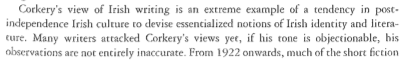 Corkery's view of Irish writing is an extreme example of a tendency in post-
independence Irish culture to devise essentialized notions of Irish identity and litera-
ture. Many writers attacked Corkery's views yet, if his tone is objectionable, his
observations are not entirely inaccurate. From 1922 onwards, much of the short fiction